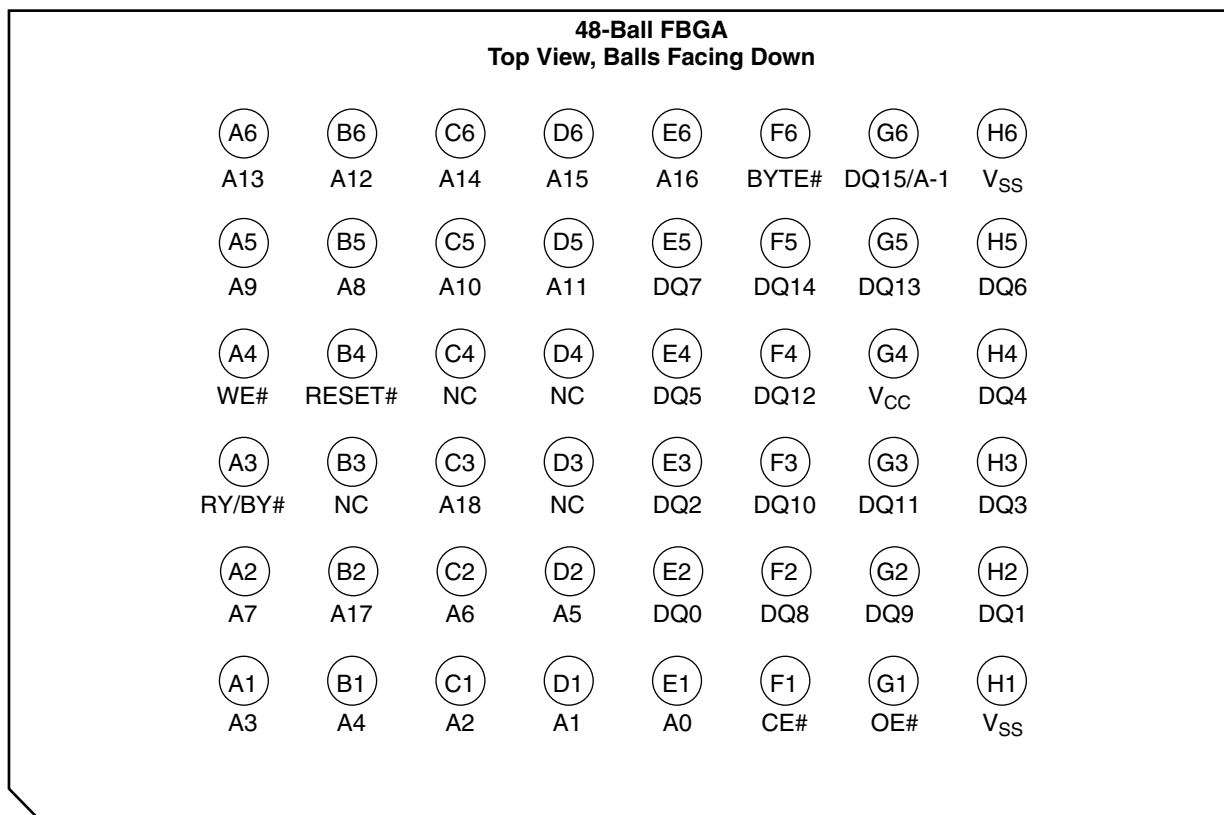 48-Ball FBGA
Top View, Balls Facing Down
A6 B6 C6 D6 E6 F6 G6 H6
A13 A12 A14 A15 A16 BYTE# DQ15/A-1 VSS
A5 B5 C5 D5 E5 F5 G5 H5
A9 A8 A10 A11 DQ7 DQ14 DQ13 DQ6
A4 B4 C4 D4 E4 F4 G4 H4
WE# RESET# NC NC DQ5 DQ12 VCC DQ4
A3 B3 C3 D3 E3 F3 G3 H3
RY/BY# NC A18 NC DQ2 DQ10 DQ11 DQ3
A2 B2 C2 D2 E2 F2 G2 H2
A7 A17 A6 A5 DQ0 DQ8 DQ9 DQ1
A1 B1 C1 D1 E1 F1 G1 H1
A3 A4 A2 A1 A0 CE# OE# VSS